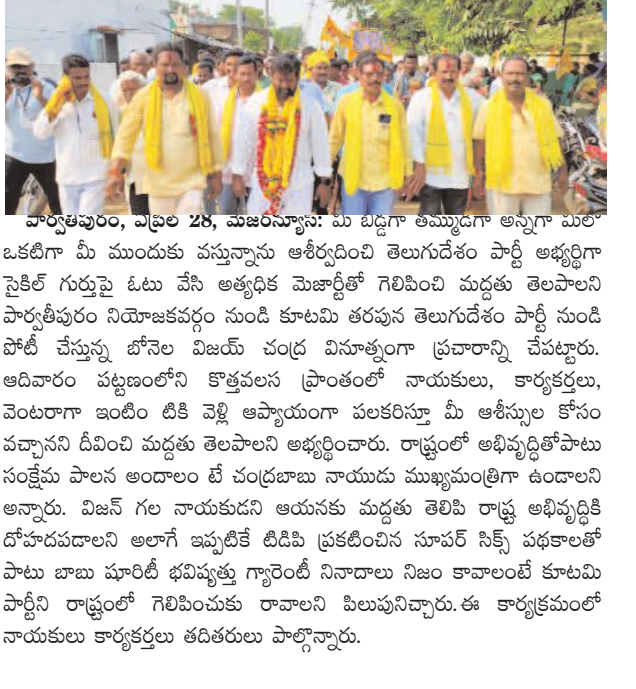 పార్వతీపురం, ఏప్రిల్ 28, మేజర్‌న్యూస్: మీ బిడ్డగా తమ్ముడిగా అన్నగా మీలో
ఒకటిగా మీ ముందుకు వస్తున్నాను ఆశీర్వదించి తెలుగుదేశం పార్టీ అభ్యర్థిగా
సైకిల్ గుర్తుపై ఓటు వేసి అత్యధిక మెజార్టీతో గెలిపించి మద్దతు తెలపాలని
పార్వతీపురం నియోజకవర్గం నుండి కూటమి తరపున తెలుగుదేశం పార్టీ నుండి
పోటీ చేస్తున్న బోనెల విజయ్ చంద్ర వినూత్నంగా ప్రచారాన్ని చేపట్టారు.
ఆదివారం పట్టణంలోని కొత్తవలస ప్రాంతంలో నాయకులు, కార్యకర్తలు,
వెంటరాగా ఇంటిం టికి వెళ్లి ఆప్యాయంగా పలకరిస్తూ మీ ఆశీస్సుల కోసం
వచ్చానని దీవించి మద్దతు తెలపాలని అభ్యర్థించారు. రాష్ట్రంలో అభివృద్ధితోపాటు
సంక్షేమ పాలన అందాలం టే చంద్రబాబు నాయుడు ముఖ్యమంత్రిగా ఉండాలని
అన్నారు. విజన్ గల నాయకుడని ఆయనకు మద్దతు తెలిపి రాష్ట్ర అభివృద్ధికి
దోహదపడాలని అలాగే ఇప్పటికే టిడిపి ప్రకటించిన సూపర్ సిక్స్ పథకాలతో
పాటు బాబు షూరిటీ భవిష్యత్తు గ్యారెంటీ నినాదాలు నిజం కావాలంటే కూటమి
పార్టీని రాష్ట్రంలో గెలిపించుకు రావాలని పిలుపునిచ్చారు.ఈ కార్యక్రమంలో
నాయకులు కార్యకర్తలు తదితరులు పాల్గొన్నారు.